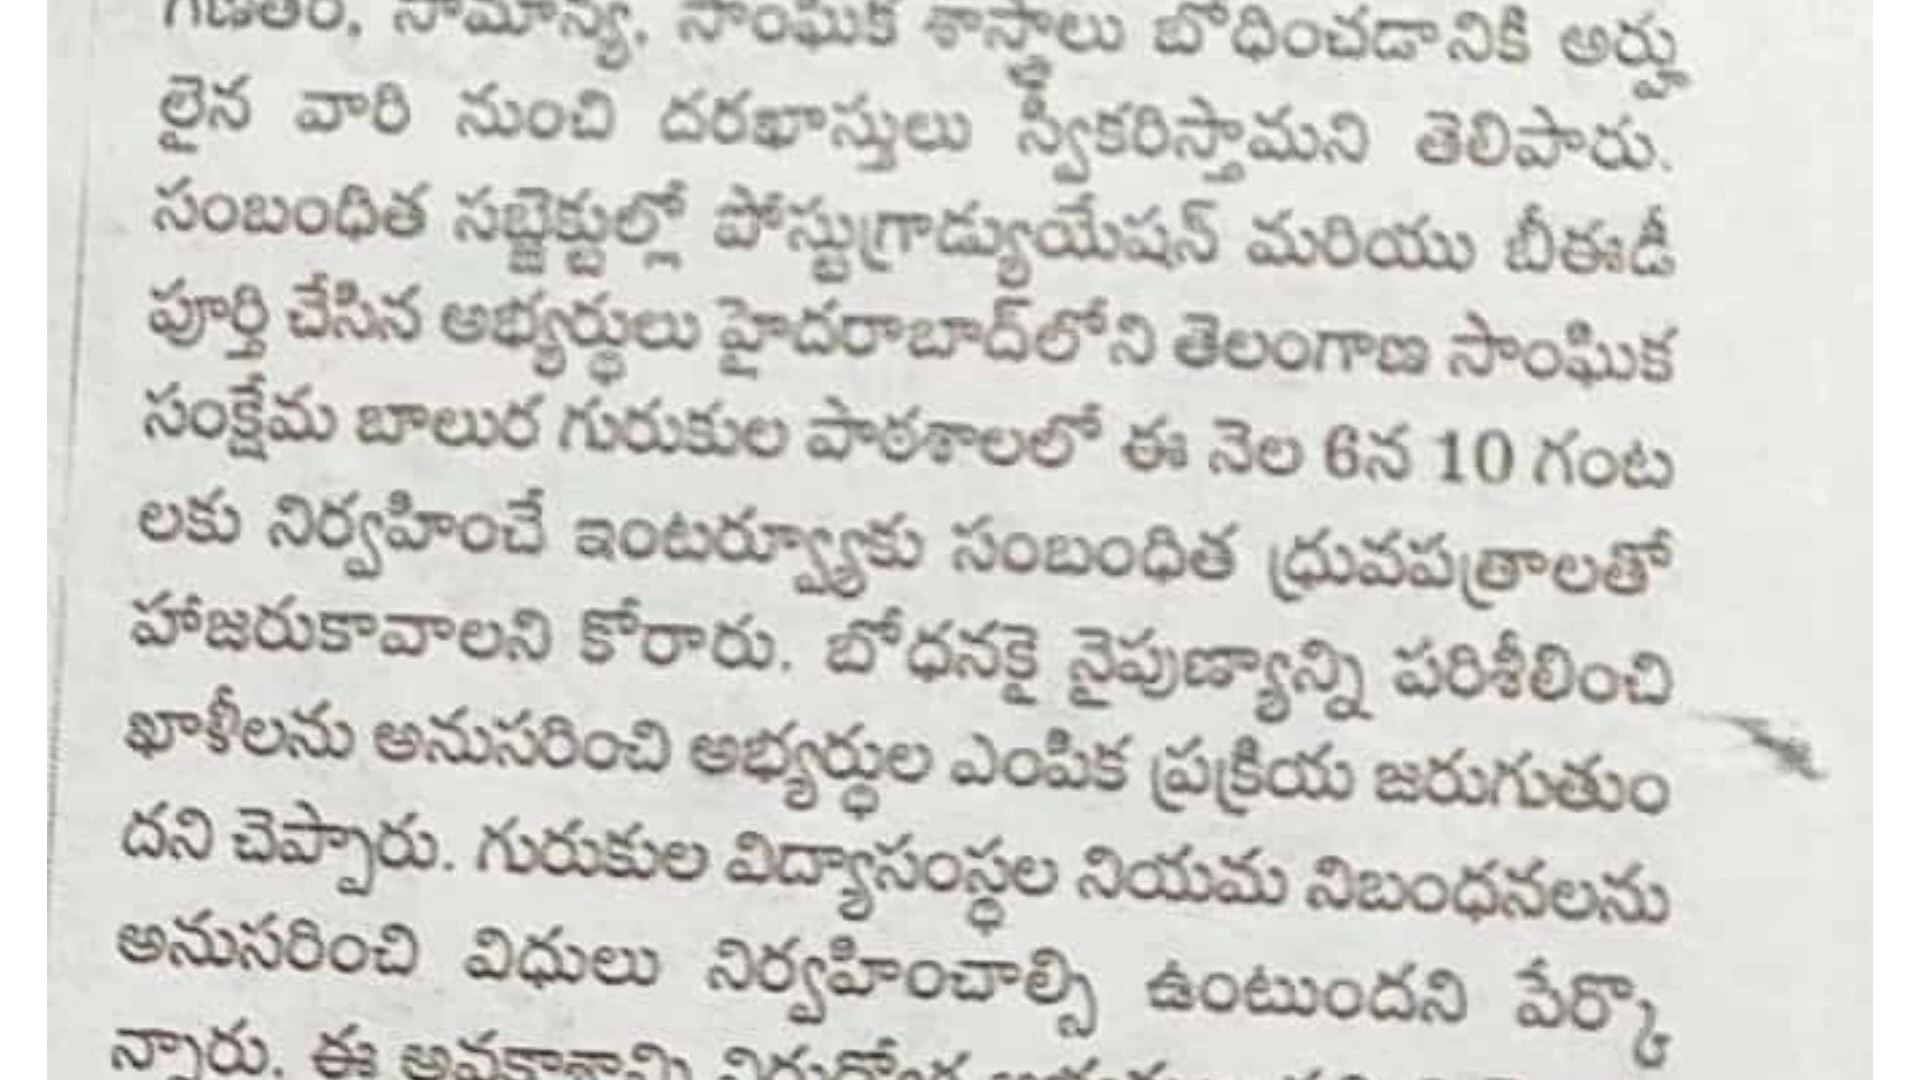 గణితం, సామాన్య, సాంఘిక శాస్త్రాలు బోధించడానికి అర్హు
లైన వారి నుంచి దరఖాస్తులు స్వీకరిస్తామని తెలిపారు.
సంబంధిత సబ్జెక్టుల్లో పోస్టుగ్రాడ్యుయేషన్ మరియు బీఈడీ
పూర్తి చేసిన అభ్యర్థులు హైదరాబాద్‌లోని తెలంగాణ సాంఘిక
సంక్షేమ బాలుర గురుకుల పాఠశాలలో ఈ నెల 6న 10 గంట
లకు నిర్వహించే ఇంటర్వ్యూకు సంబంధిత ధ్రువపత్రాలతో
హాజరుకావాలని కోరారు. బోధనకై నైపుణ్యాన్ని పరిశీలించి
ఖాళీలను అనుసరించి అభ్యర్థుల ఎంపిక ప్రక్రియ జరుగుతుం
దని చెప్పారు. గురుకుల విద్యాసంస్థల నియమ నిబంధనలను
అనుసరించి విధులు నిర్వహించాల్సి ఉంటుందని పేర్కొ
న్నారు. ఈ అవకాశాన్ని నిరుద్యోగ